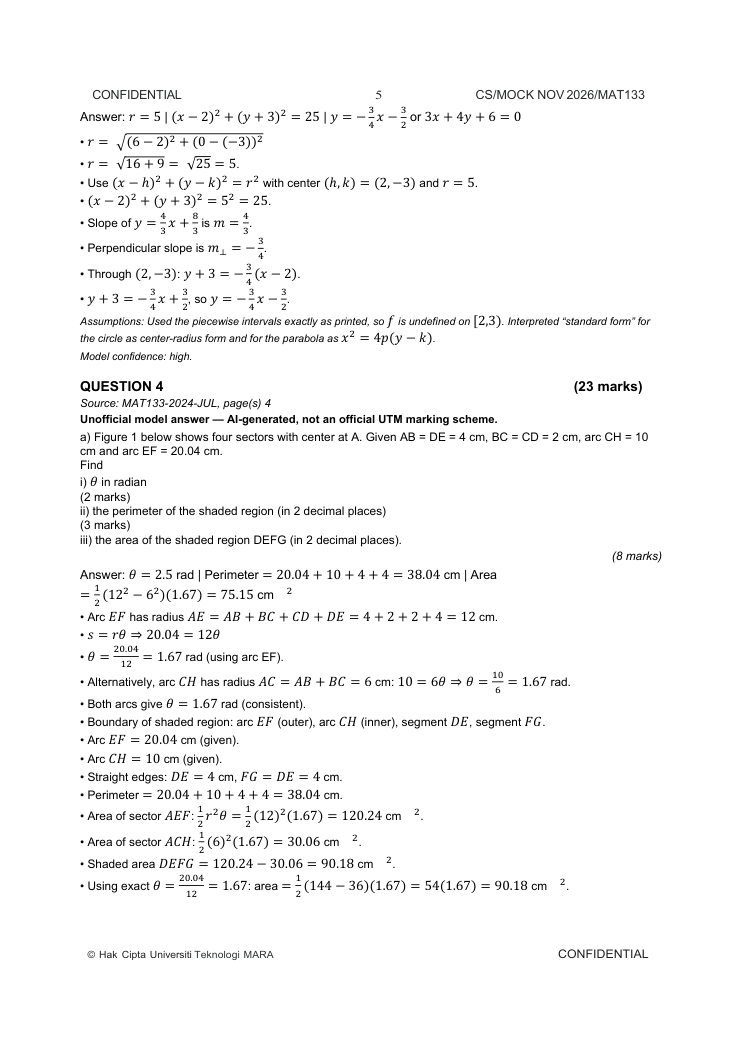 CONFIDENTIAL 5 CS/MOCK NOV 2026/MAT133
Answer: r = 5 | (x − 2)² + (y + 3)² = 25 | y = −3/4 x − 3/2 or 3x + 4y + 6 = 0
• r = √((6 − 2)² + (0 − (−3))²)
• r = √(16 + 9) = √25 = 5.
• Use (x − h)² + (y − k)² = r² with center (h, k) = (2, −3) and r = 5.
• (x − 2)² + (y + 3)² = 5² = 25.
• Slope of y = 4/3 x + 8/3 is m = 4/3.
• Perpendicular slope is m⊥ = −3/4.
• Through (2, −3): y + 3 = −3/4 (x − 2).
• y + 3 = −3/4 x + 3/2, so y = −3/4 x − 3/2.
Assumptions: Used the piecewise intervals exactly as printed, so f is undefined on [2,3). Interpreted “standard form” for
the circle as center-radius form and for the parabola as x² = 4p(y − k).
Model confidence: high.
QUESTION 4 (23 marks)
Source: MAT133-2024-JUL, page(s) 4
Unofficial model answer — AI-generated, not an official UTM marking scheme.
a) Figure 1 below shows four sectors with center at A. Given AB = DE = 4 cm, BC = CD = 2 cm, arc CH = 10
cm and arc EF = 20.04 cm.
Find
i) θ in radian
(2 marks)
ii) the perimeter of the shaded region (in 2 decimal places)
(3 marks)
iii) the area of the shaded region DEFG (in 2 decimal places).
(8 marks)
Answer: θ = 2.5 rad | Perimeter = 20.04 + 10 + 4 + 4 = 38.04 cm | Area
= 1/2 (12² − 6²)(1.67) = 75.15 cm 2
• Arc EF has radius AE = AB + BC + CD + DE = 4 + 2 + 2 + 4 = 12 cm.
• s = rθ ⇒ 20.04 = 12θ
• θ = 20.04/12 = 1.67 rad (using arc EF).
• Alternatively, arc CH has radius AC = AB + BC = 6 cm: 10 = 6θ ⇒ θ = 10/6 = 1.67 rad.
• Both arcs give θ = 1.67 rad (consistent).
• Boundary of shaded region: arc EF (outer), arc CH (inner), segment DE, segment FG.
• Arc EF = 20.04 cm (given).
• Arc CH = 10 cm (given).
• Straight edges: DE = 4 cm, FG = DE = 4 cm.
• Perimeter = 20.04 + 10 + 4 + 4 = 38.04 cm.
• Area of sector AEF: 1/2 r²θ = 1/2 (12)²(1.67) = 120.24 cm 2.
• Area of sector ACH: 1/2 (6)²(1.67) = 30.06 cm 2.
• Shaded area DEFG = 120.24 − 30.06 = 90.18 cm 2.
• Using exact θ = 20.04/12 = 1.67: area = 1/2 (144 − 36)(1.67) = 54(1.67) = 90.18 cm 2.
© Hak Cipta Universiti Teknologi MARA CONFIDENTIAL